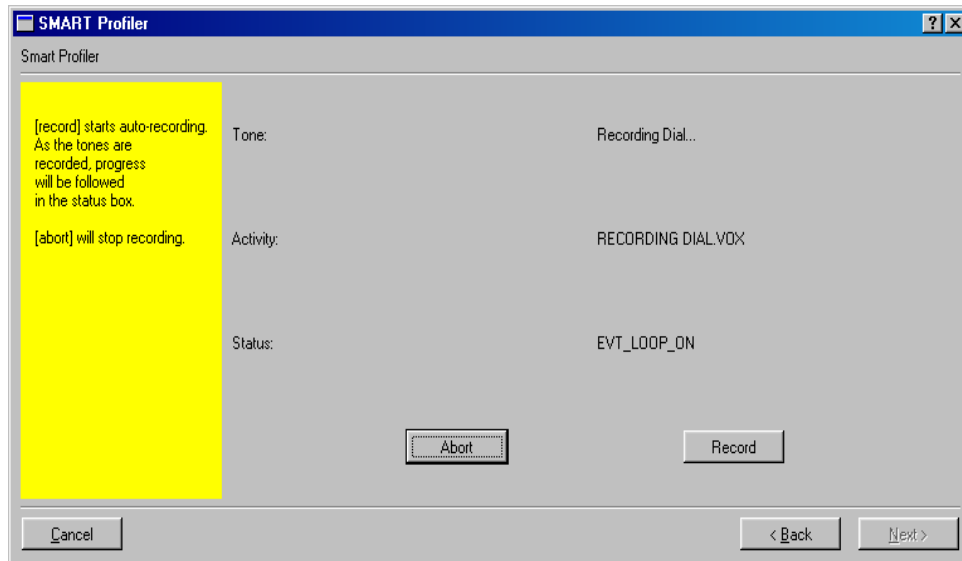 SMART Profiler
Smart Profiler
[record] starts auto-recording.
As the tones are
recorded, progress
will be followed
in the status box.
[abort] will stop recording.
Tone:
Recording Dial...
Activity:
RECORDING DIAL.VOX
Status:
EVT_LOOP_ON
Abort
Record
Cancel
< Back
Next >